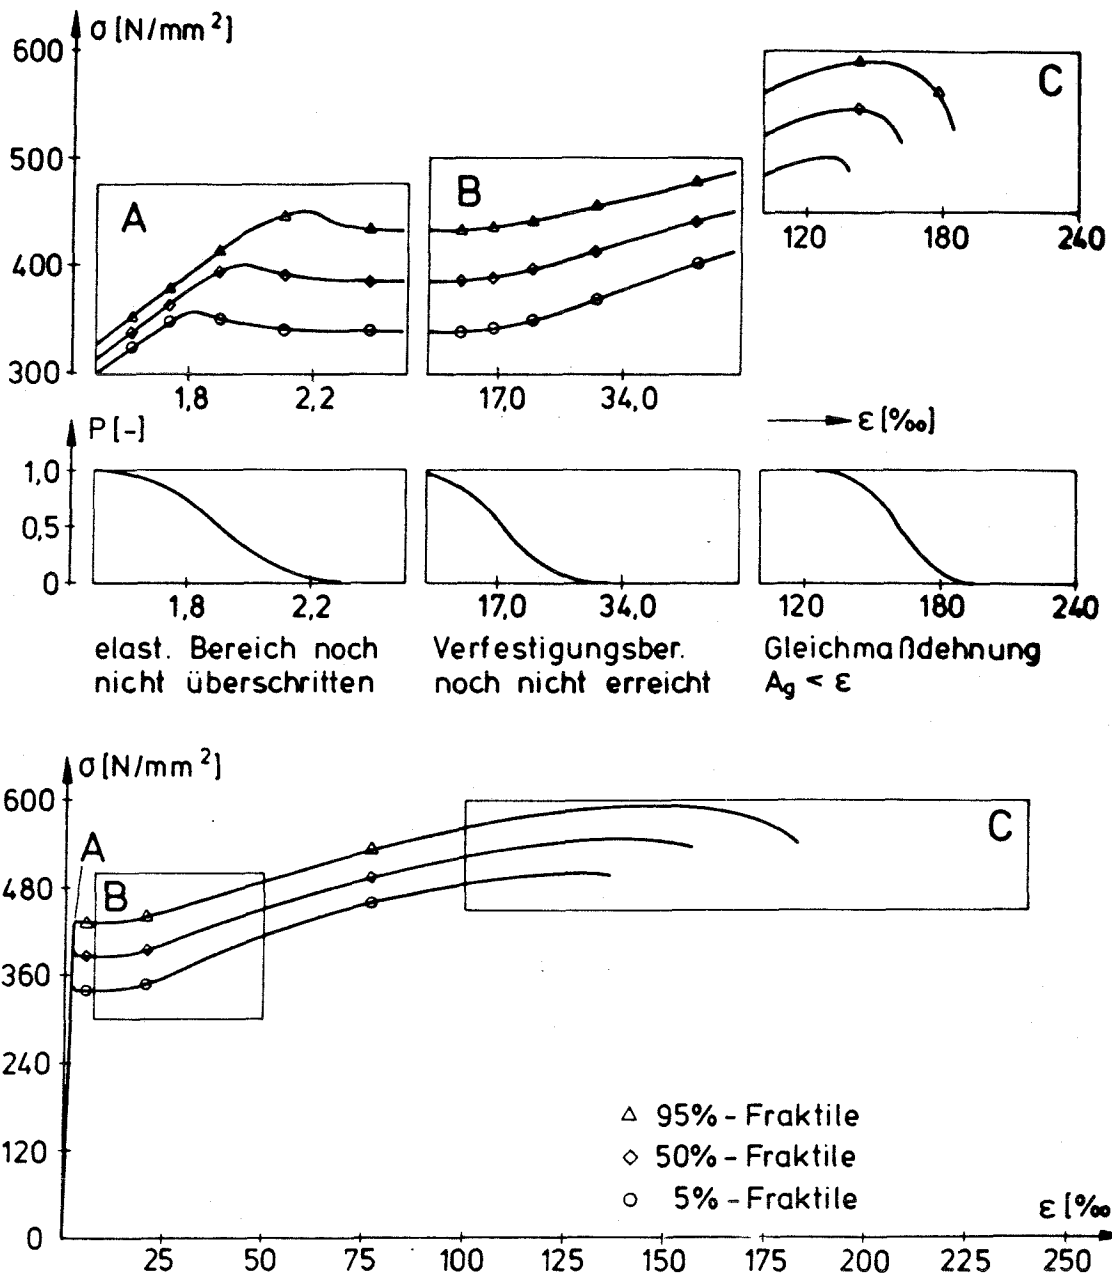 σ [N/mm²]
600
500
400
300
A
1,8 2,2
B
17,0 34,0
C
120 180 240
ε [‰]
P [-]
1,0
0,5
0
1,8 2,2
17,0 34,0
120 180 240
elast. Bereich noch
nicht überschritten
Verfestigungsber.
noch nicht erreicht
Gleichmaßdehnung
Ag < ε
σ [N/mm²]
600
480
360
240
120
0
A
B
C
△ 95% - Fraktile
◇ 50% - Fraktile
○ 5% - Fraktile
ε [‰
25 50 75 100 125 150 175 200 225 250